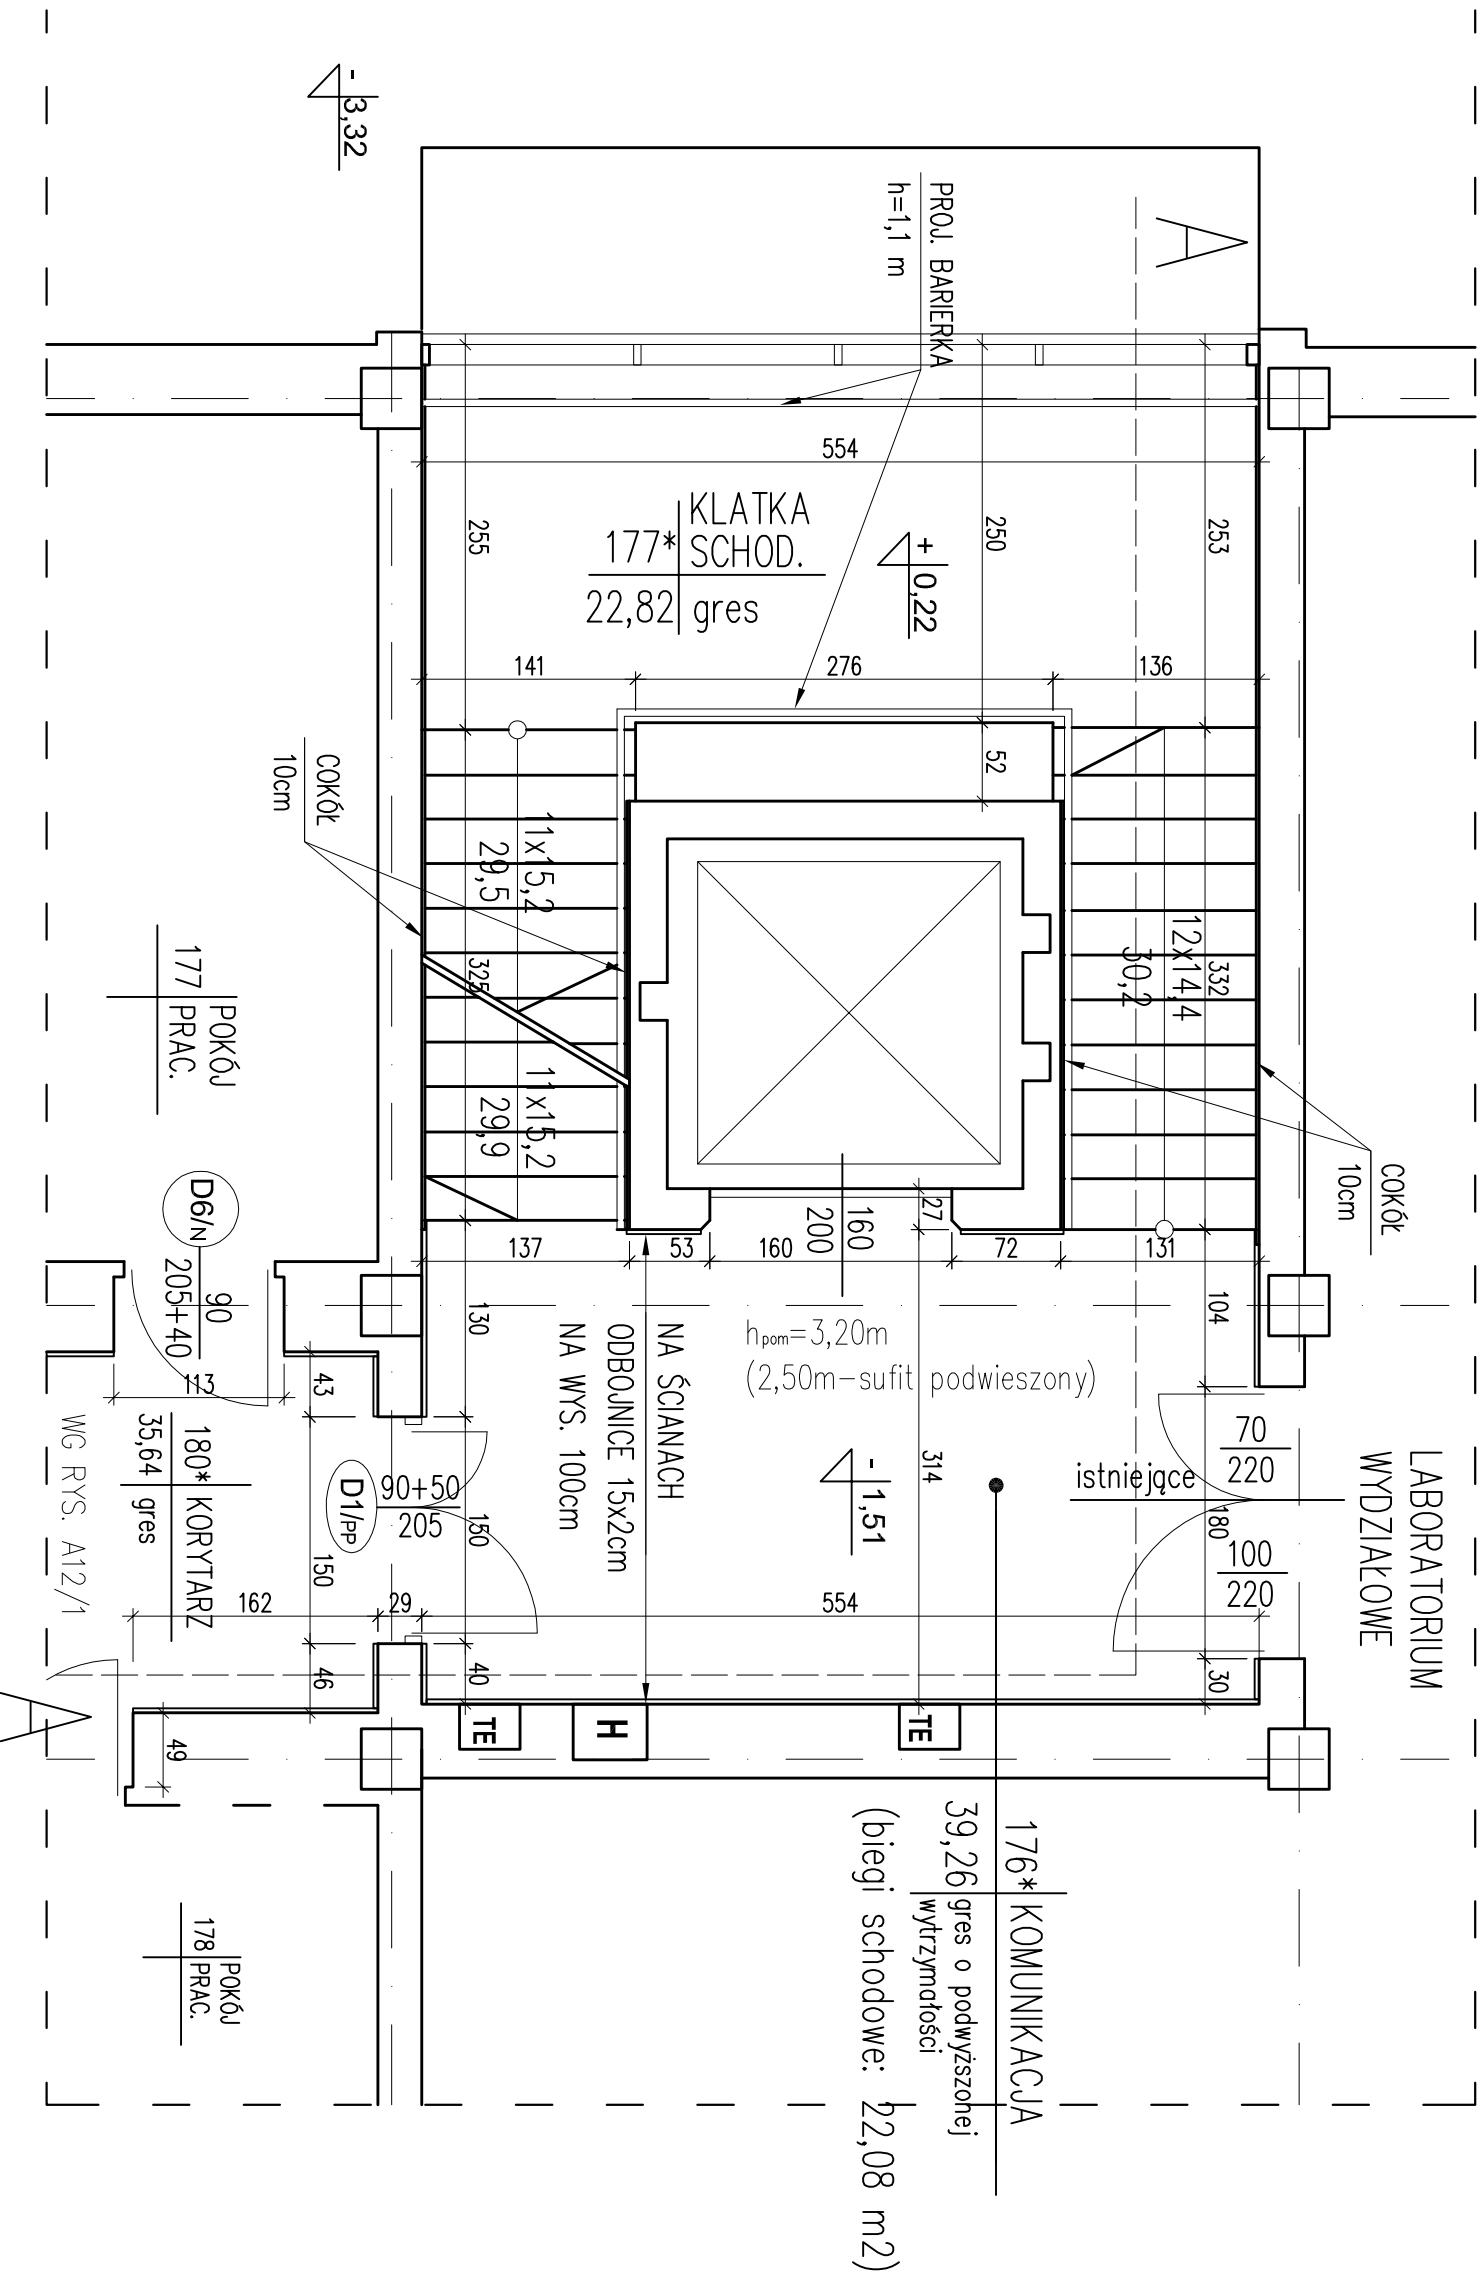 -
3,32
PROJ. BARIERKA
h=1,1 m
A
554
255
250
253
KLATKA
177* SCHOD.
22,82 gres
+
0,22
141
276
136
52
COKÓŁ
10cm
11x15,2
29,5
325
11x15,2
29,9
12x14,4
30,2
332
COKÓŁ
10cm
177 POKÓJ
PRAC.
D6/N
90
205+40
27
160
200
137
53
160
72
131
130
104
hpom=3,20m
(2,50m-sufit podwieszony)
NA ŚCIANACH
ODBOJNICE 15x2cm
NA WYS. 100cm
43
113
314
-
1,51
70
220
istniejące
180
100
220
LABORATORIUM
WYDZIAŁOWE
180* KORYTARZ
35,64 gres
WG RYS. A12/1
D1/PP
90+50
205
150
150
162
29
554
46
40
30
49
A
TE
H
TE
176* KOMUNIKACJA
39,26 gres o podwyższonej
wytrzymałości
(biegi schodowe: 22,08 m2)
178 POKÓJ
PRAC.